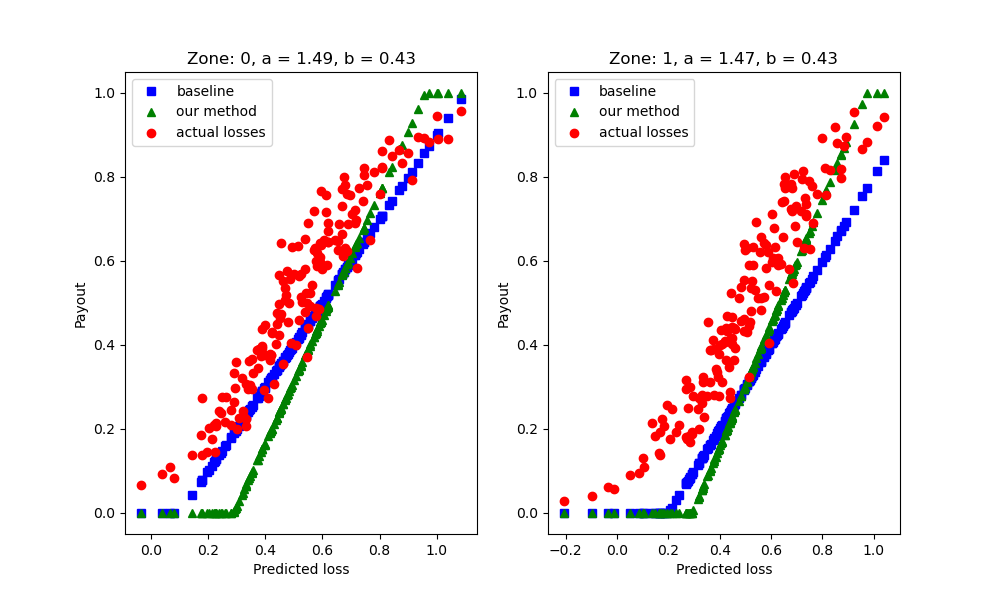 Zone: 0, a = 1.49, b = 0.43
baseline
our method
actual losses
Payout
1.0
0.8
0.6
0.4
0.2
0.0
0.0 0.2 0.4 0.6 0.8 1.0
Predicted loss
Zone: 1, a = 1.47, b = 0.43
baseline
our method
actual losses
Payout
1.0
0.8
0.6
0.4
0.2
0.0
−0.2 0.0 0.2 0.4 0.6 0.8 1.0
Predicted loss